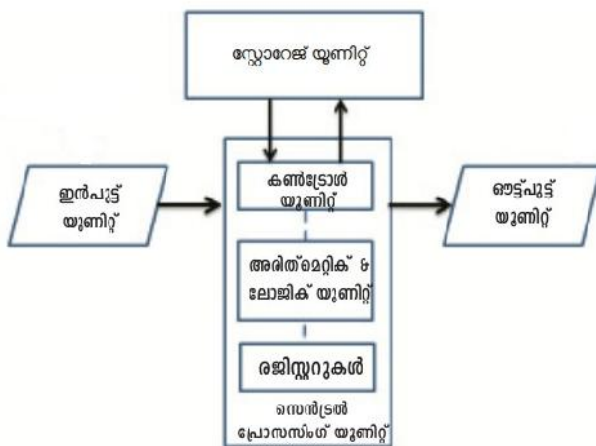 സ്റ്റോറേജ് യൂണിറ്റ്
ഇൻപുട്ട്
യൂണിറ്റ്
കൺട്രോൾ
യൂണിറ്റ്
ഔട്ട്പുട്ട്
യൂണിറ്റ്
അരിത്മെറ്റിക് &
ലോജിക് യൂണിറ്റ്
രജിസ്റ്ററുകൾ
സെൻട്രൽ
പ്രോസസിംഗ് യൂണിറ്റ്